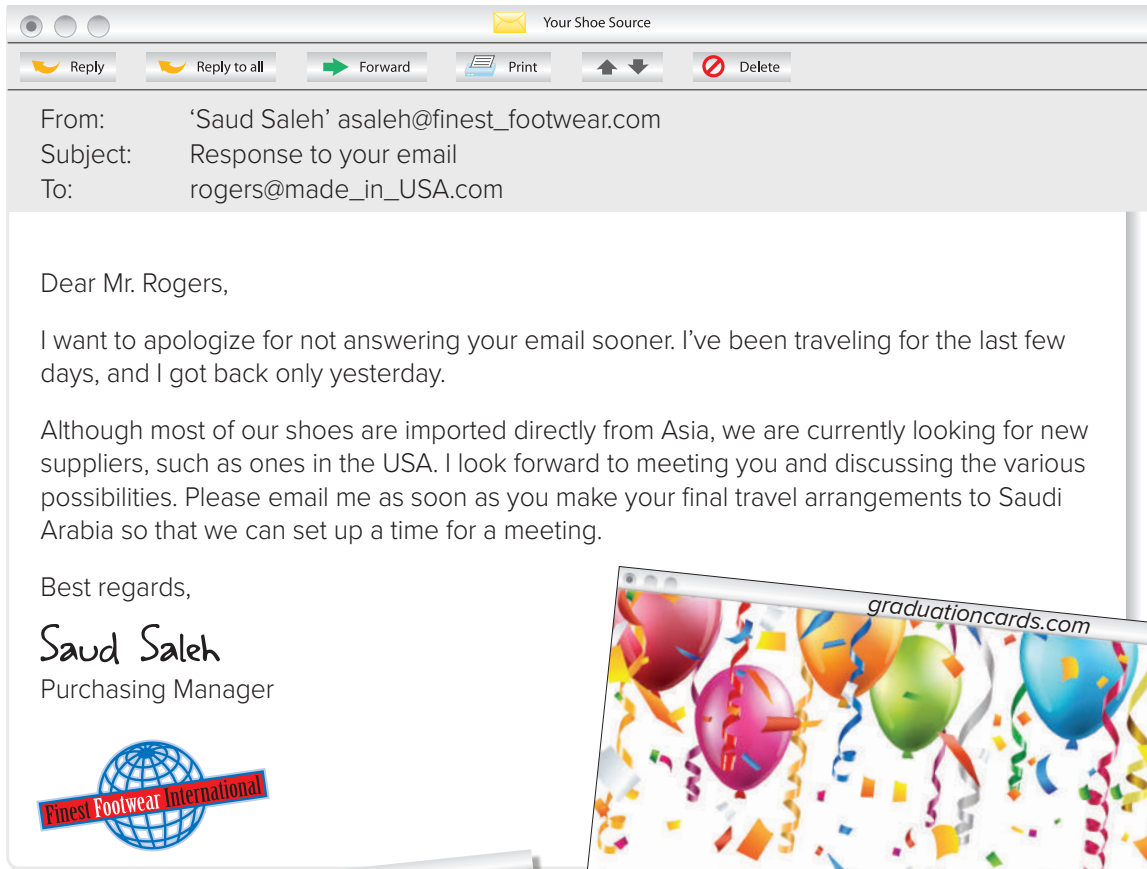 Your Shoe Source
Reply Reply to all Forward Print Delete
From: ‘Saud Saleh’ asaleh@finest_footwear.com
Subject: Response to your email
To: rogers@made_in_USA.com
Dear Mr. Rogers,
I want to apologize for not answering your email sooner. I’ve been traveling for the last few
days, and I got back only yesterday.
Although most of our shoes are imported directly from Asia, we are currently looking for new
suppliers, such as ones in the USA. I look forward to meeting you and discussing the various
possibilities. Please email me as soon as you make your final travel arrangements to Saudi
Arabia so that we can set up a time for a meeting.
Best regards,
Saud Saleh
Purchasing Manager
Finest Footwear International
graduationcards.com